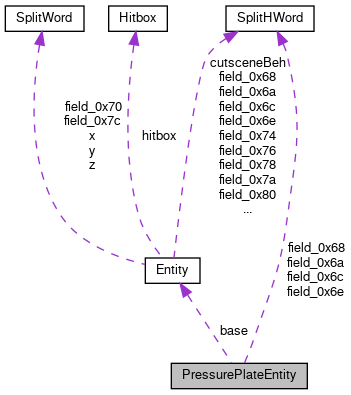 SplitWord
Hitbox
SplitHWord
field_0x70
field_0x7c
x
y
z
hitbox
cutsceneBeh
field_0x68
field_0x6a
field_0x6c
field_0x6e
field_0x74
field_0x76
field_0x78
field_0x7a
field_0x80
...
Entity
field_0x68
field_0x6a
field_0x6c
field_0x6e
base
PressurePlateEntity